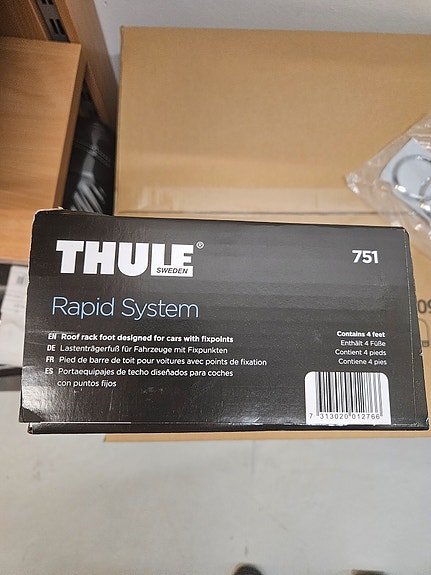 THULE®
SWEDEN
751
Rapid System
EN Roof rack foot designed for cars with fixpoints
DE Lastenträgerfuß für Fahrzeuge mit Fixpunkten
FR Pied de barre de toit pour voitures avec points de fixation
ES Portaequipajes de techo diseñados para coches
con puntos fijos
Contains 4 feet
Enthält 4 Füße
Contient 4 pieds
Contiene 4 pies
7 313020 012766